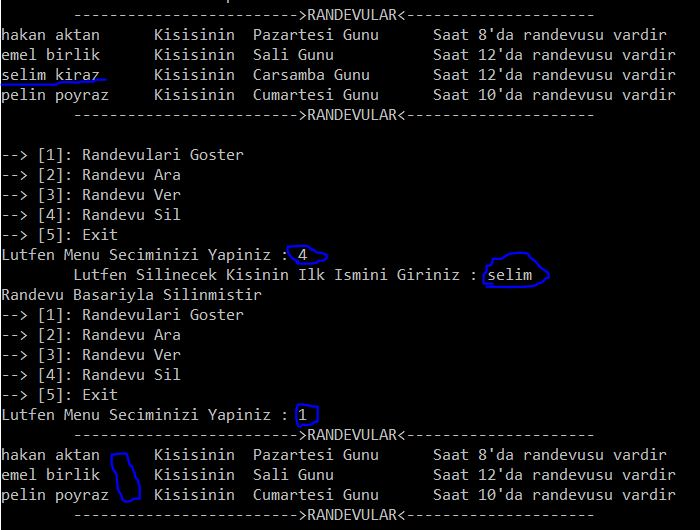 ------------------------->RANDEVULAR<---------------------
hakan aktan Kisisinin Pazartesi Gunu Saat 8'da randevusu vardir
emel birlik Kisisinin Sali Gunu Saat 12'da randevusu vardir
selim kiraz Kisisinin Carsamba Gunu Saat 12'da randevusu vardir
pelin poyraz Kisisinin Cumartesi Gunu Saat 10'da randevusu vardir
------------------------->RANDEVULAR<---------------------
--> [1]: Randevulari Goster
--> [2]: Randevu Ara
--> [3]: Randevu Ver
--> [4]: Randevu Sil
--> [5]: Exit
Lutfen Menu Seciminizi Yapiniz : 4
Lutfen Silinecek Kisinin Ilk Ismini Giriniz : selim
Randevu Basariyla Silinmistir
--> [1]: Randevulari Goster
--> [2]: Randevu Ara
--> [3]: Randevu Ver
--> [4]: Randevu Sil
--> [5]: Exit
Lutfen Menu Seciminizi Yapiniz : 1
------------------------->RANDEVULAR<---------------------
hakan aktan Kisisinin Pazartesi Gunu Saat 8'da randevusu vardir
emel birlik Kisisinin Sali Gunu Saat 12'da randevusu vardir
pelin poyraz Kisisinin Cumartesi Gunu Saat 10'da randevusu vardir
------------------------->RANDEVULAR<---------------------